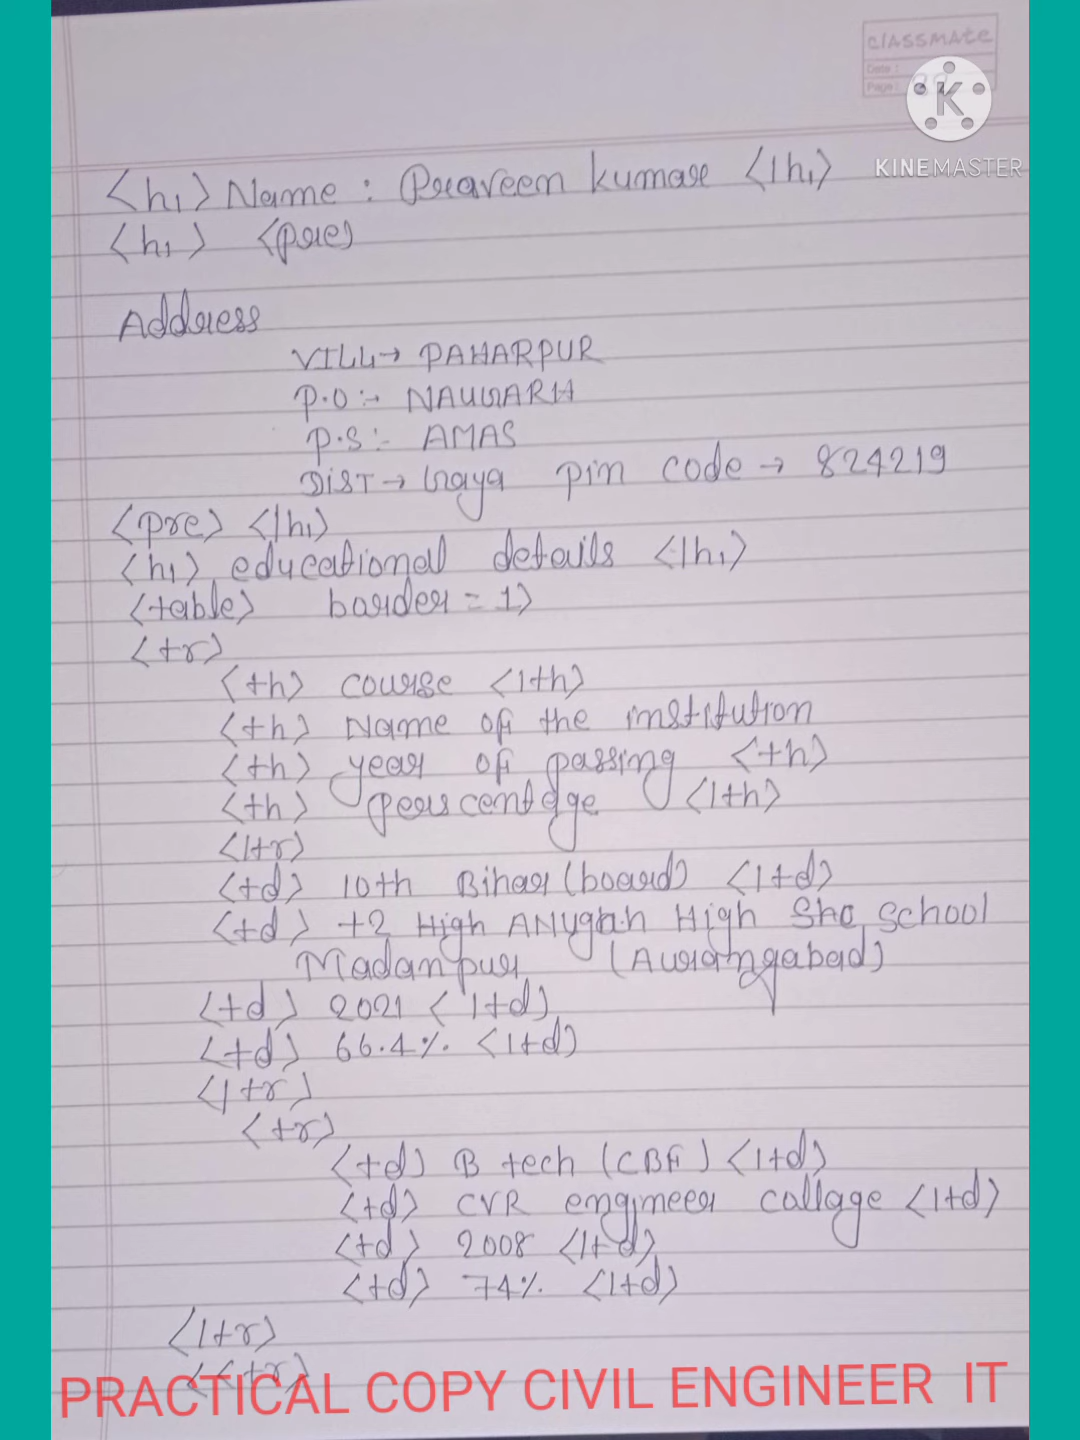 CLASSMATE
Date :
Page :
K
KINEMASTER
<h1> Name : Praveen kumar </h1>
<h1> <pre>
Address
VILL→ PAHARPUR
P.O :- NAUGARH
P.S :- AMAS
DIST → Gaya pin code → 824219
<pre> </h1>
<h1> educational details </h1>
<table> barder = 1>
<tr>
<th> course </th>
<th> Name of the institution
<th> year of passing <th>
<th> percentage </th>
</tr>
<td> 10th Bihar (board) </td>
<td> +2 High High School
Madanpur (Aurangabad)
<td> 2021 </td>
<td> 66.4% </td>
</tr>
<tr>
<td> B tech </td>
<td> CVR engineer callage </td>
<td> 2008 </td>
<td> 74% </td>
</tr>
<<tr>
PRACTICAL COPY CIVIL ENGINEER IT